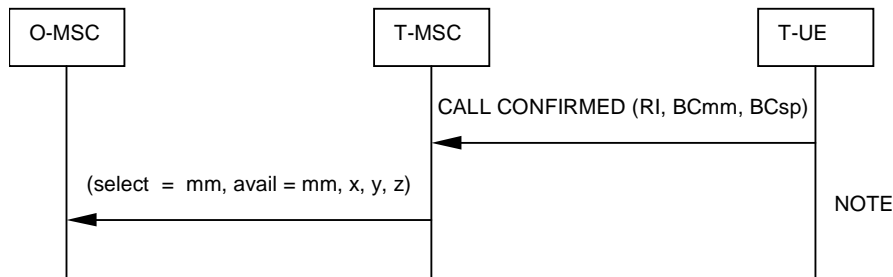 O-MSC
T-MSC
T-UE
CALL CONFIRMED (RI, BCmm, BCsp)
(select = mm, avail = mm, x, y, z)
NOTE